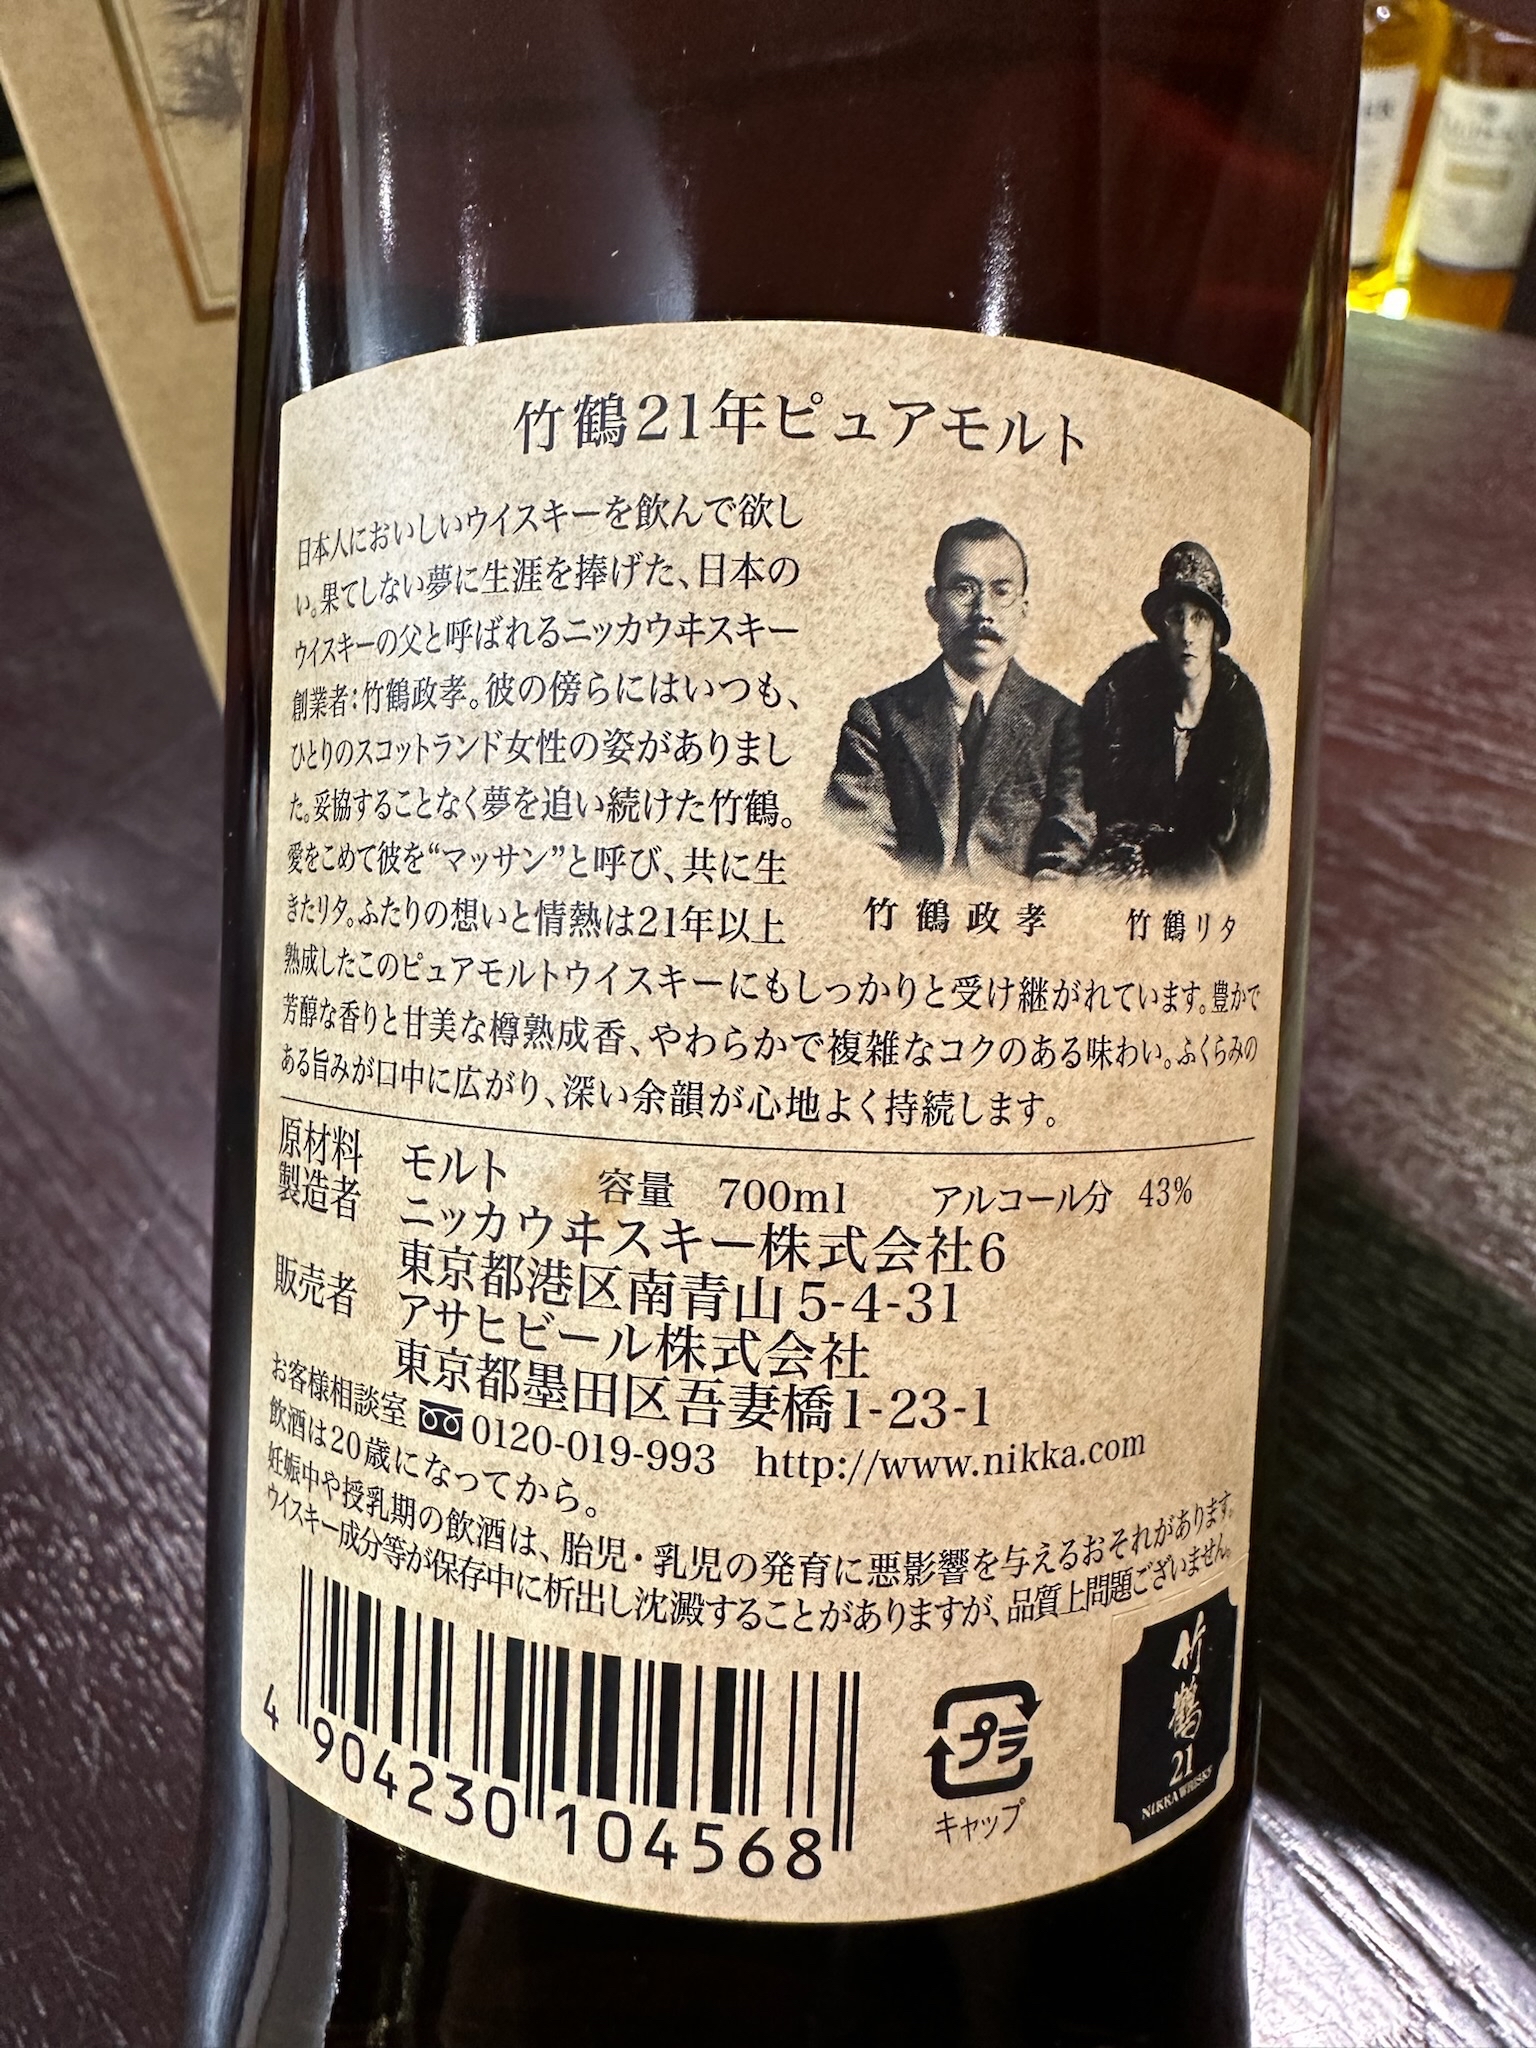 竹鶴21年ピュアモルト
日本人においしいウイスキーを飲んで欲し
い。果てしない夢に生涯を捧げた、日本の
ウイスキーの父と呼ばれるニッカウヰスキー
創業者：竹鶴政孝。彼の傍らにはいつも、
ひとりのスコットランド女性の姿がありまし
た。妥協することなく夢を追い続けた竹鶴。
愛をこめて彼を“マッサン”と呼び、共に生
きたリタ。ふたりの想いと情熱は21年以上
熟成したこのピュアモルトウイスキーにもしっかりと受け継がれています。豊かで
芳醇な香りと甘美な樽熟成香、やわらかで複雑なコクのある味わい。ふくらみの
ある旨みが口中に広がり、深い余韻が心地よく持続します。
竹鶴政孝 竹鶴リタ
原材料 モルト 容量 700ml アルコール分 43%
製造者 ニッカウヰスキー株式会社6
東京都港区南青山5-4-31
販売者 アサヒビール株式会社
東京都墨田区吾妻橋1-23-1
お客様相談室 0120-019-993 http://www.nikka.com
飲酒は20歳になってから。
妊娠中や授乳期の飲酒は、胎児・乳児の発育に悪影響を与えるおそれがあります。
ウイスキー成分等が保存中に析出し沈澱することがありますが、品質上問題ございません。
4 904230 104568
プラ
キャップ
竹鶴
21
NIKKA WHISKY